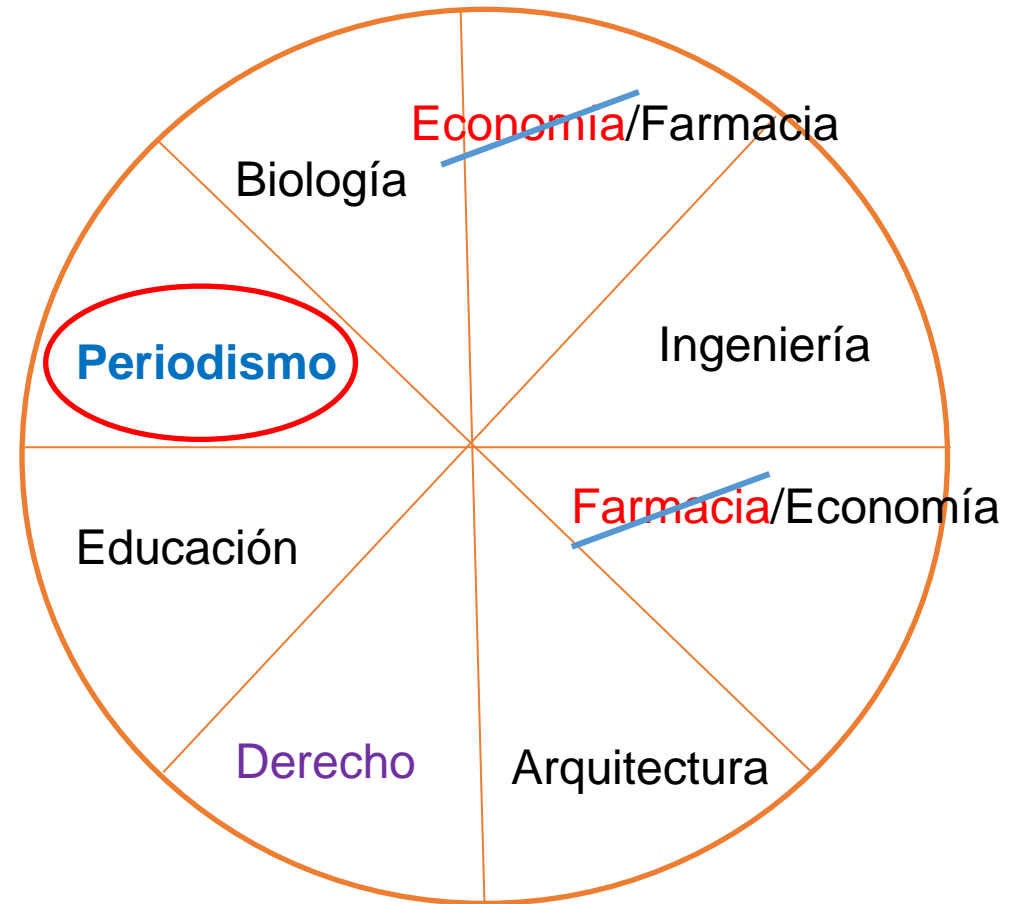 Economía/Farmacia
Biología
Ingeniería
Periodismo
Farmacia/Economía
Educación
Derecho
Arquitectura